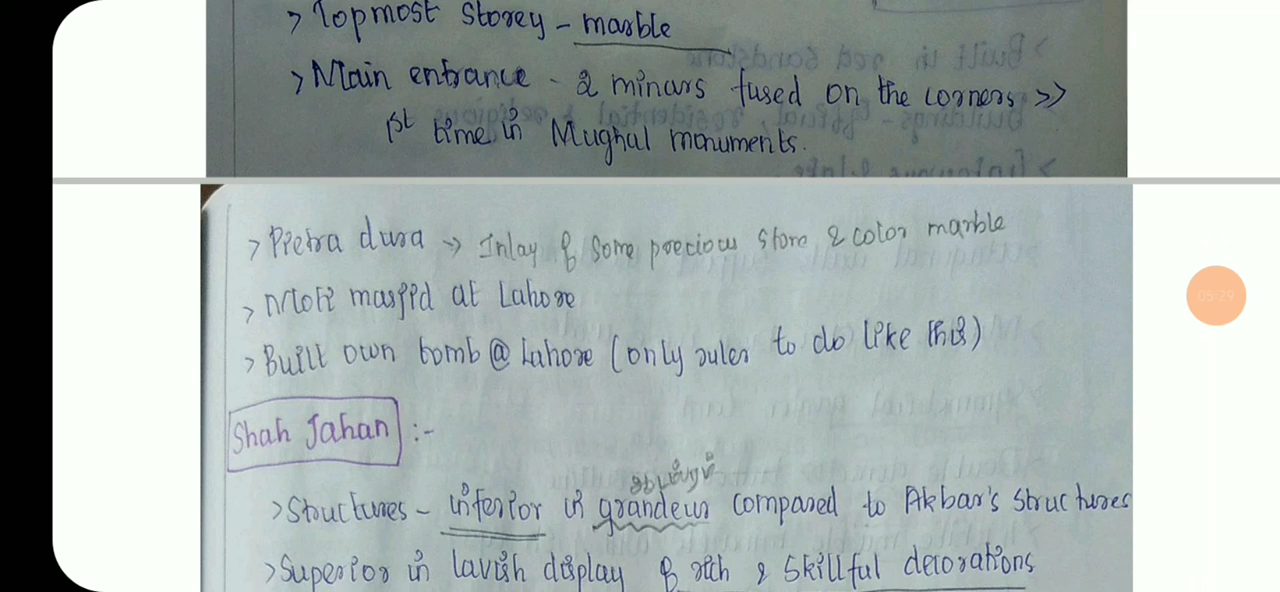 > Topmost storey - marble
> Main entrance - 2 minars fused on the corners >>
1st time in Mughal monuments.
> Pietra dura -> Inlay of some precious stone & color marble
> Moti masjid at Lahore
> Built own tomb @ Lahore (only ruler to do like this)
Shah Jahan :-
> Structures - inferior in grandeur compared to Akbar's structures
> Superior in lavish display of rich & skillful decorations
05:29